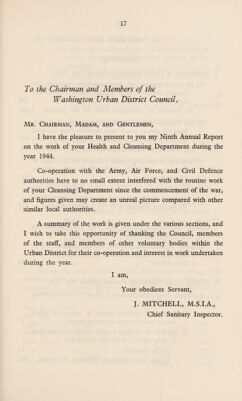 17
To the Chairman and Members of the
Washington Urban District Council.
Mr. Chairman, Madam, and Gentlemen,
I have the pleasure to present to you my Ninth Annual Report
on the work of your Health and Cleansing Department during the
year 1944.
Co-operation with the Army, Air Force, and Civil Defence
authorities have to no small extent interfered with the routine work
of your Cleansing Department since the commencement of the war,
and figures given may create an unreal picture compared with other
similar local authorities.
A summary of the work is given under the various sections, and
I wish to take this opportunity of thanking the Council, members
of the staff, and members of other voluntary bodies within the
Urban District for their co-operation and interest in work undertaken
during the year.
I am,
Your obedient Servant,
J. MITCHELL, M.S.I.A.,
Chief Sanitary Inspector.